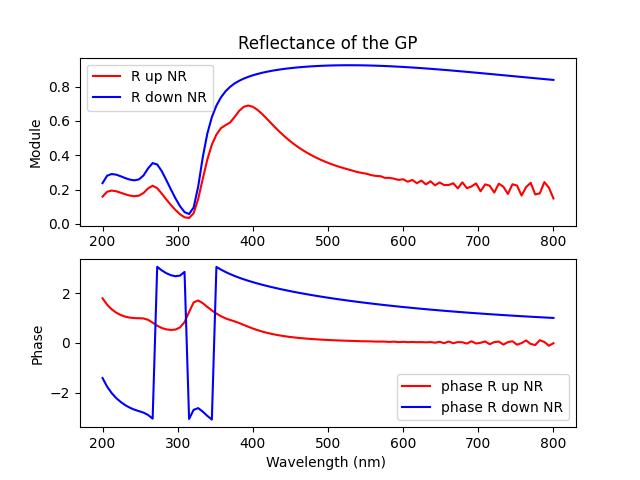 Reflectance of the GP
Module
0.8
0.6
0.4
0.2
0.0
R up NR
R down NR
200 300 400 500 600 700 800
Phase
2
0
−2
phase R up NR
phase R down NR
200 300 400 500 600 700 800
Wavelength (nm)